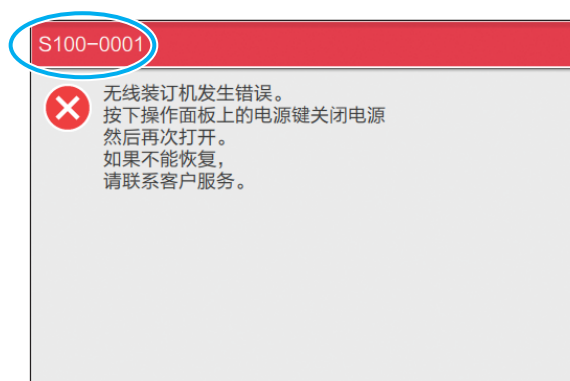 S100-0001
无线装订机发生错误。
按下操作面板上的电源键关闭电源
然后再次打开。
如果不能恢复，
请联系客户服务。